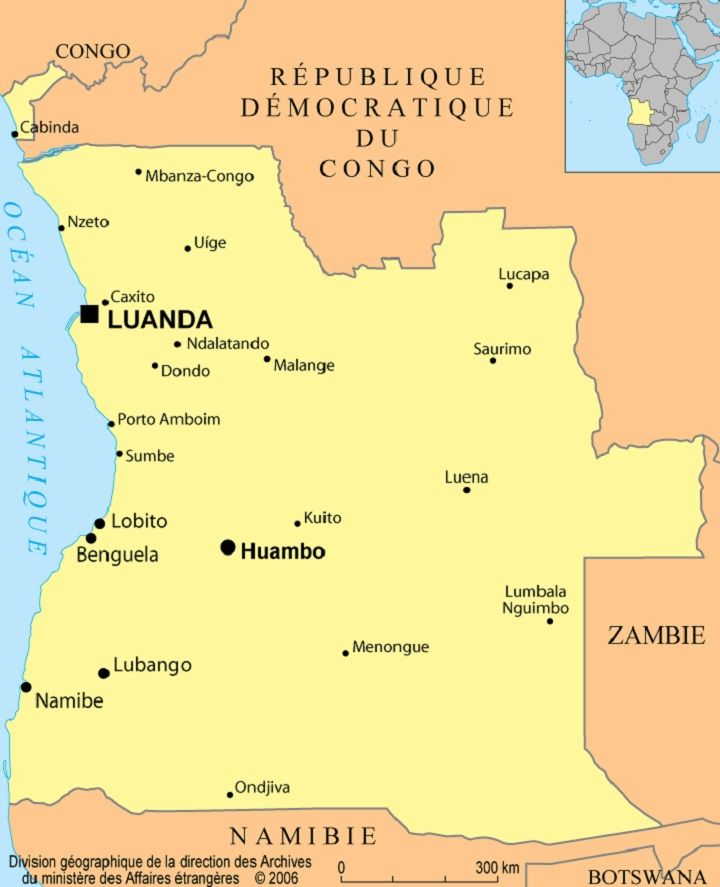 CONGO
RÉPUBLIQUE
DÉMOCRATIQUE
DU
CONGO
Cabinda
Mbanza-Congo
Nzeto
Uíge
Lucapa
Caxito
LUANDA
Ndalatando
Saurimo
Malange
Dondo
Porto Amboim
Sumbe
Luena
Lobito
Kuito
Benguela
Huambo
Lumbala
Nguimbo
ZAMBIE
Menongue
Lubango
Namibe
Ondjiva
OCÉAN ATLANTIQUE
NAMIBIE
Division géographique de la direction des Archives
du ministère des Affaires étrangères © 2006
0 300 km
BOTSWANA